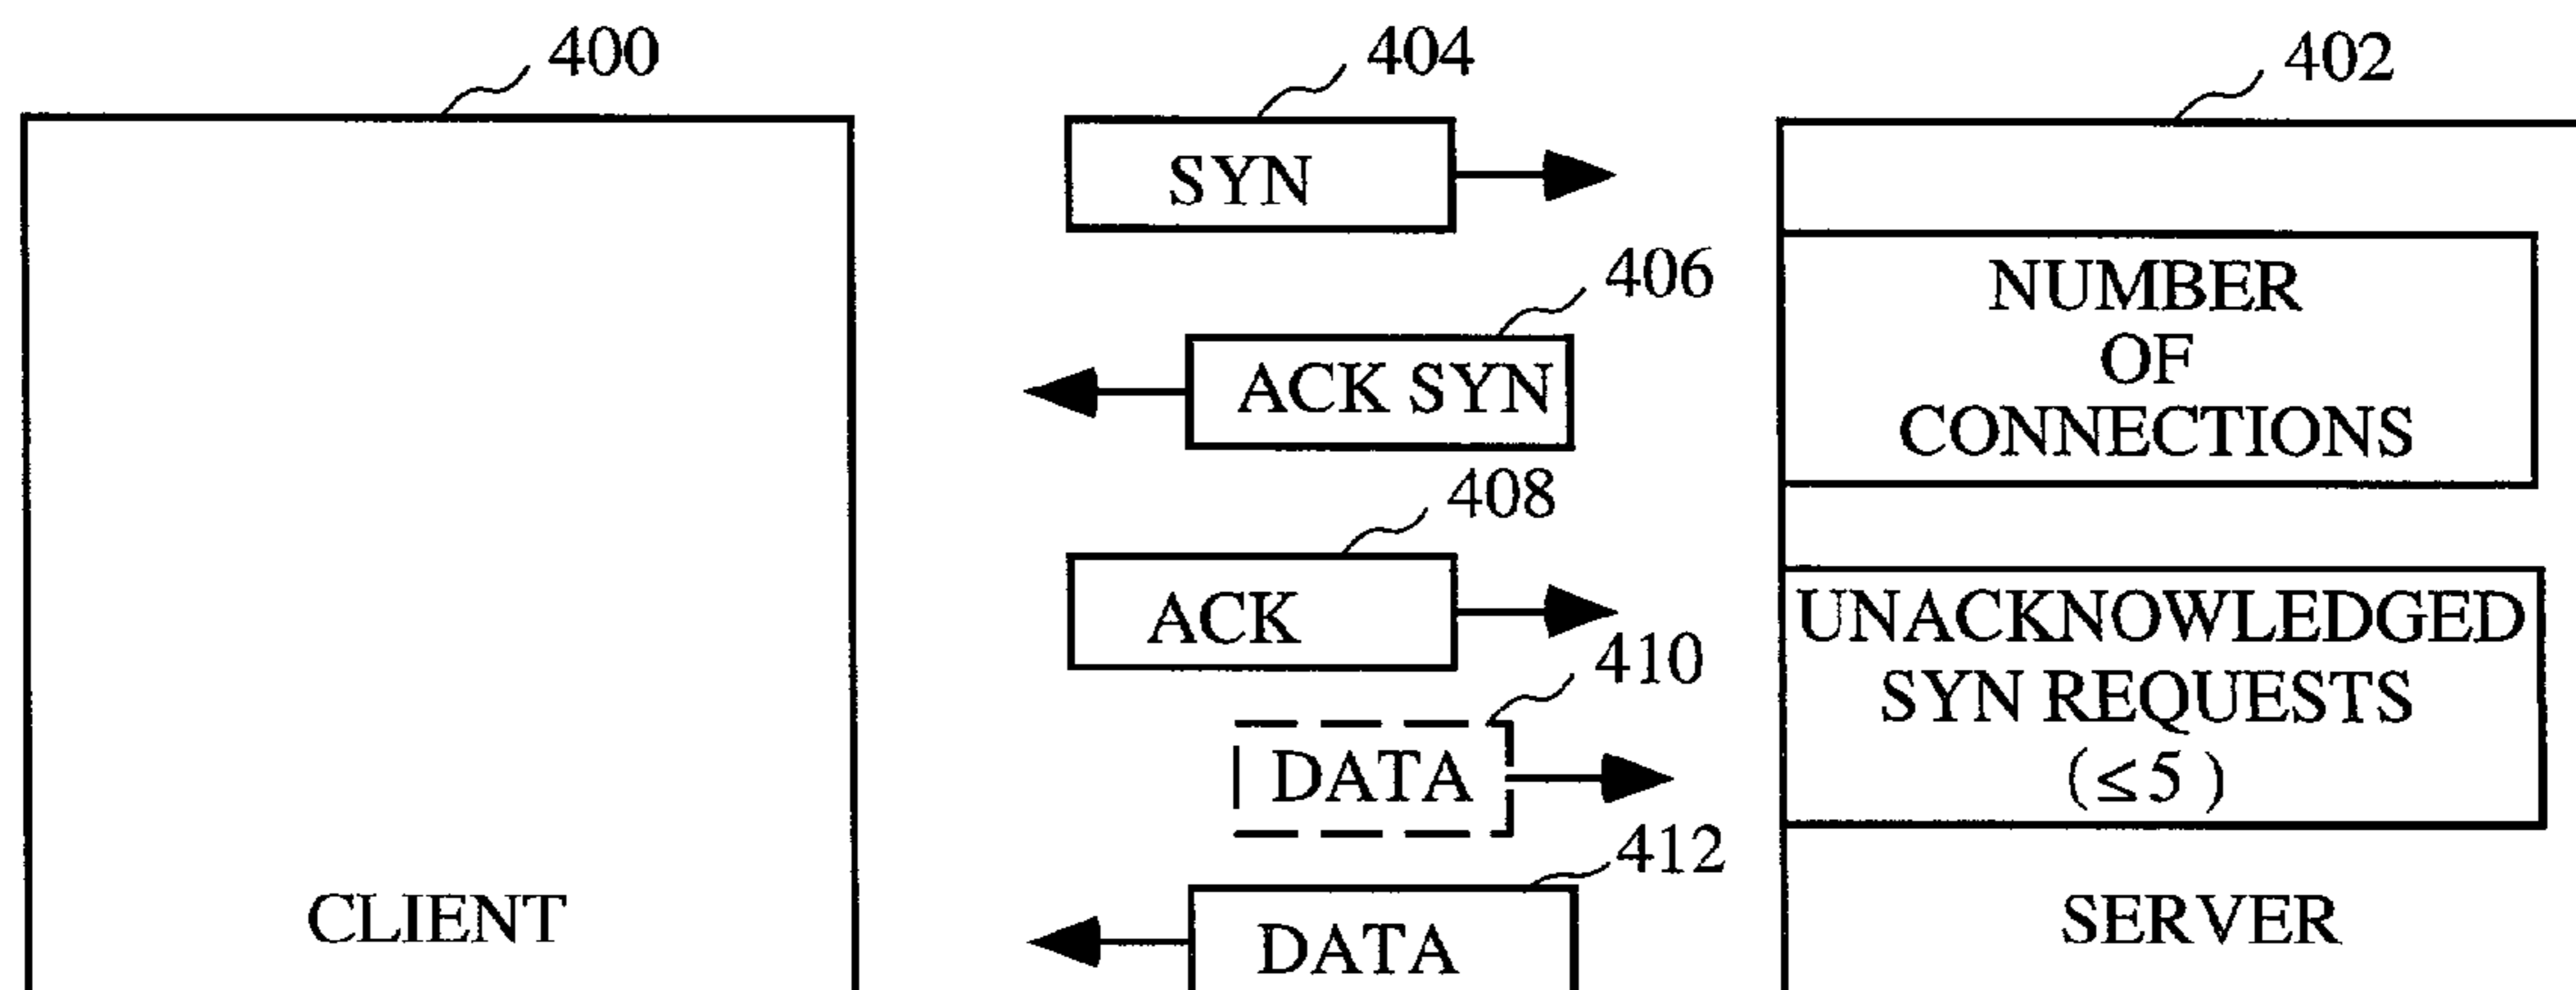 400
404
402
SYN
406
NUMBER
OF
CONNECTIONS
ACK SYN
408
ACK
410
UNACKNOWLEDGED
SYN REQUESTS
(≤5 )
DATA
412
CLIENT
DATA
SERVER